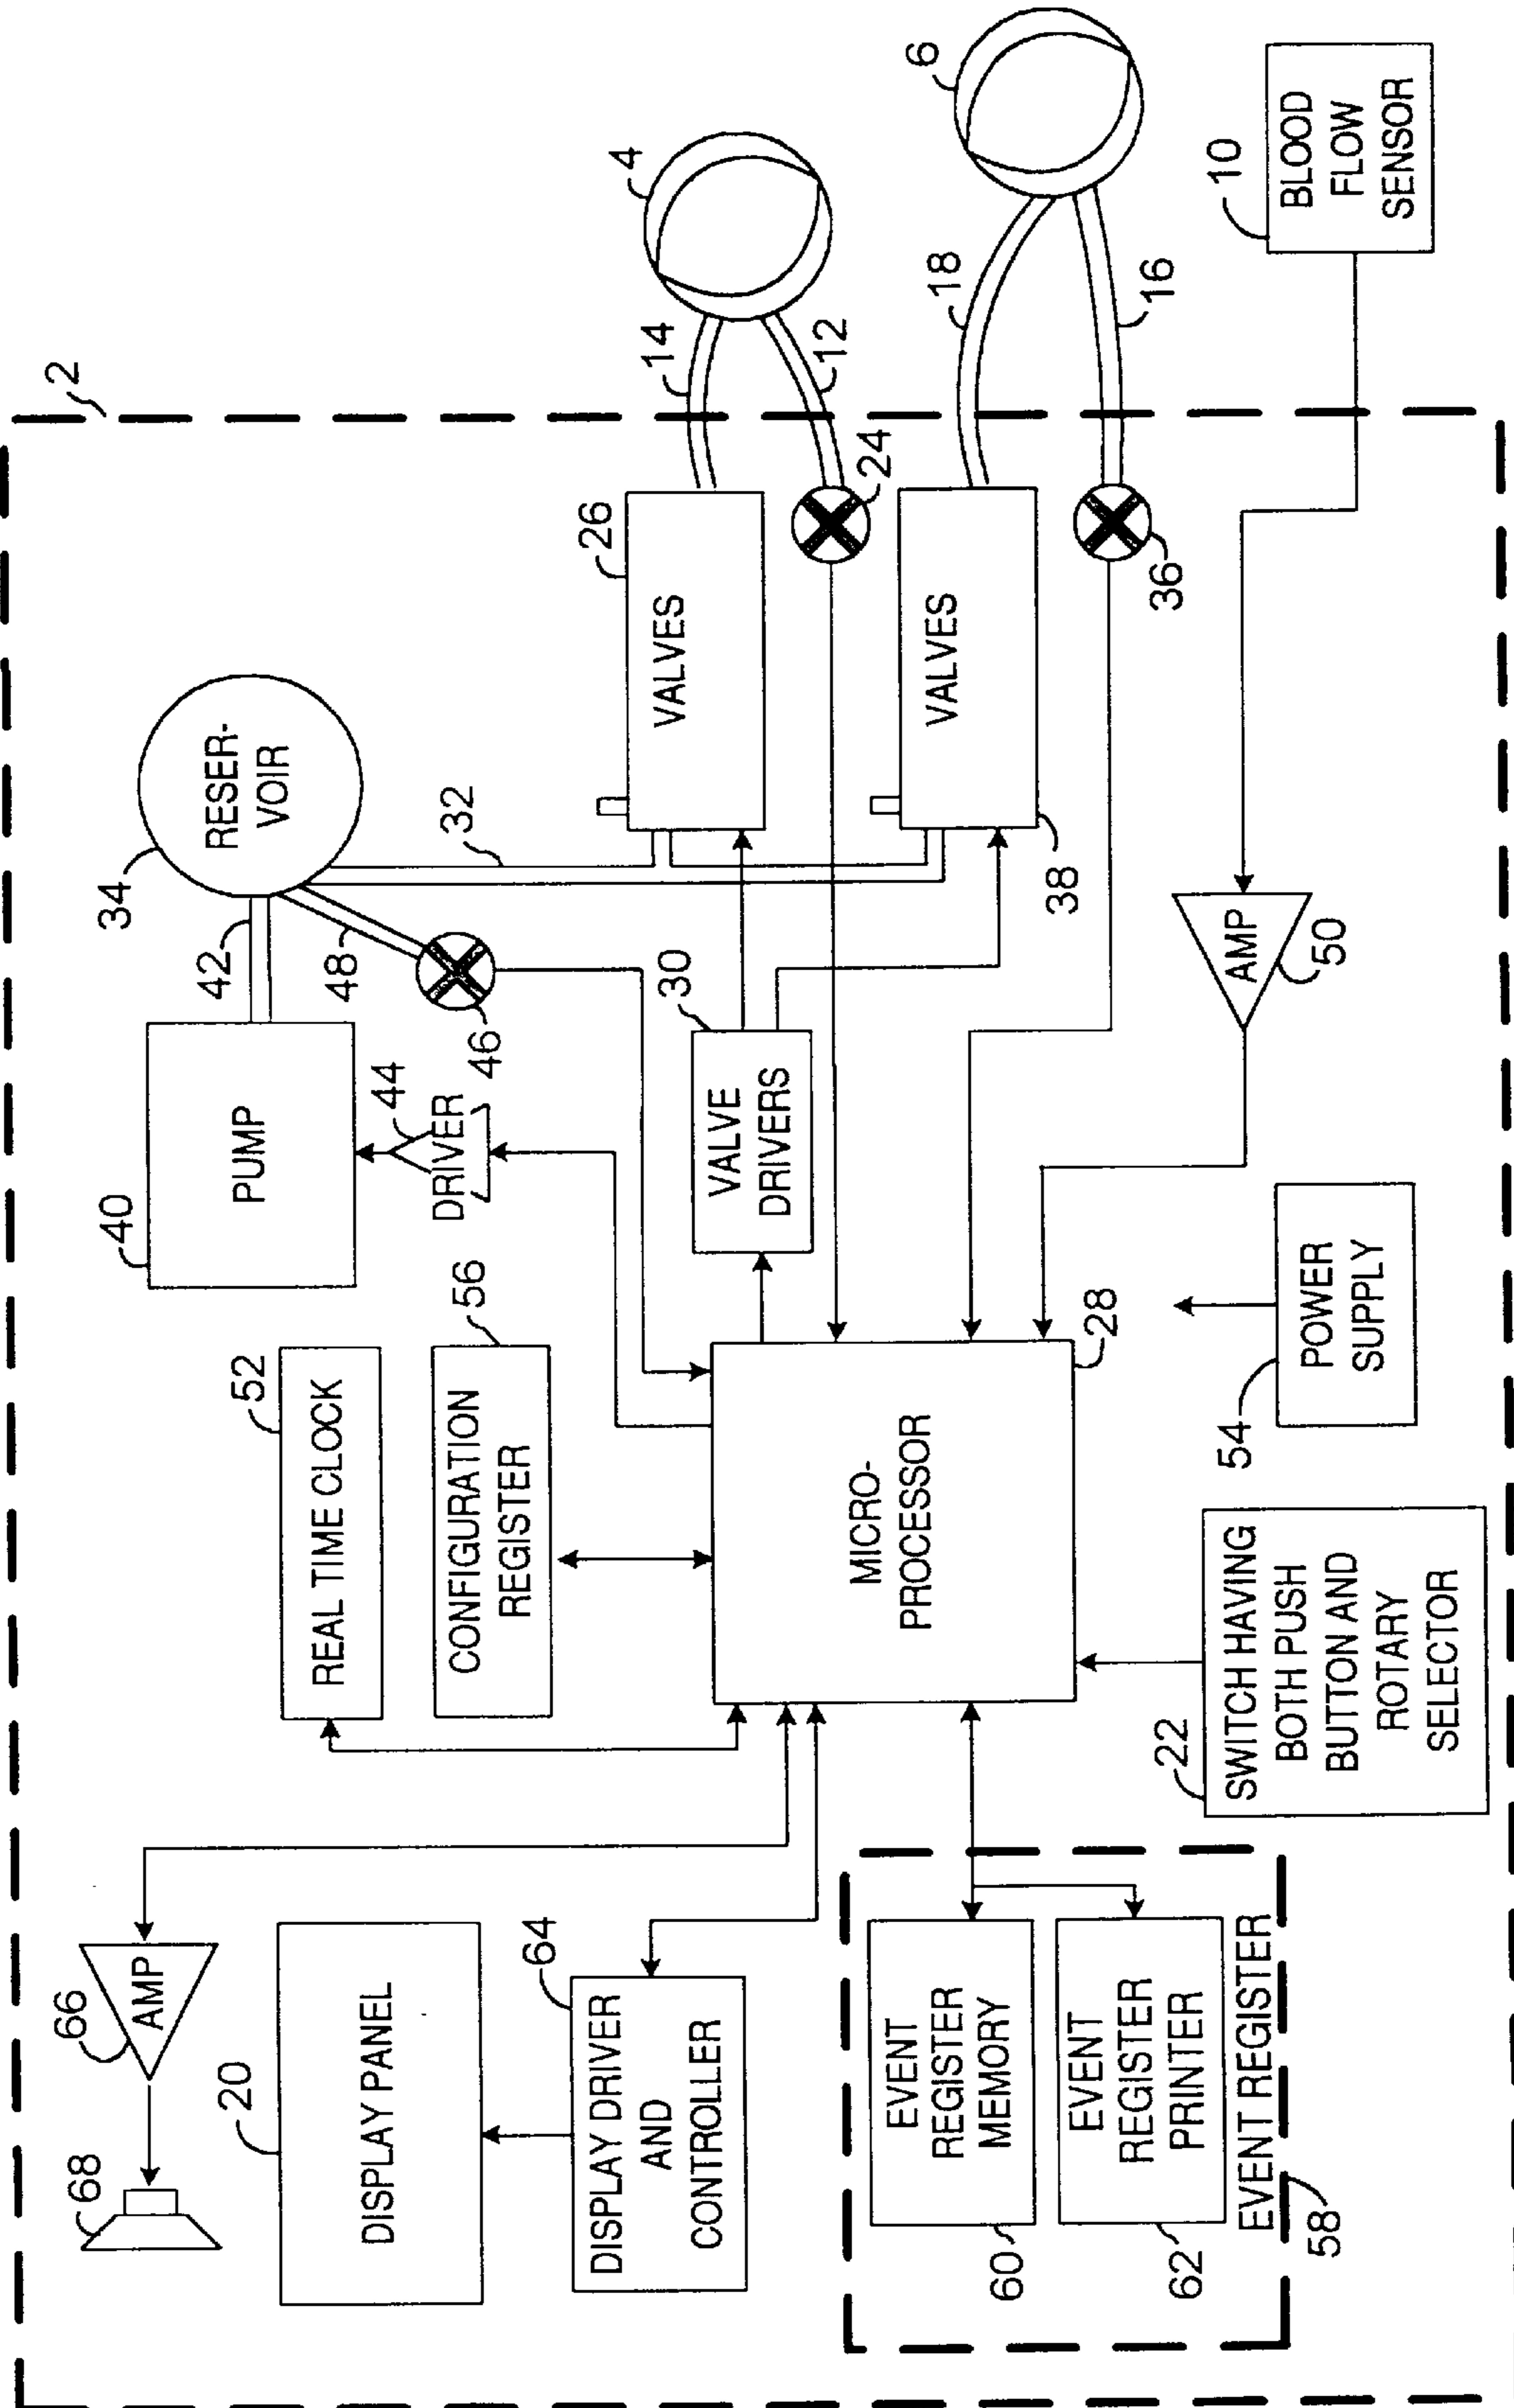 68
66
AMP
20
DISPLAY PANEL
64
DISPLAY DRIVER
AND
CONTROLLER
60
EVENT
REGISTER
MEMORY
62
EVENT
REGISTER
PRINTER
EVENT REGISTER
58
52
REAL TIME CLOCK
56
CONFIGURATION
REGISTER
MICRO-
PROCESSOR
28
22
SWITCH HAVING
BOTH PUSH
BUTTON AND
ROTARY
SELECTOR
54
POWER
SUPPLY
40
PUMP
44
DRIVER
42
48
46
34
RESER-
VOIR
32
30
VALVE
DRIVERS
26
VALVES
24
VALVES
38
36
AMP
50
2
14
12
4
18
16
6
10
BLOOD
FLOW
SENSOR